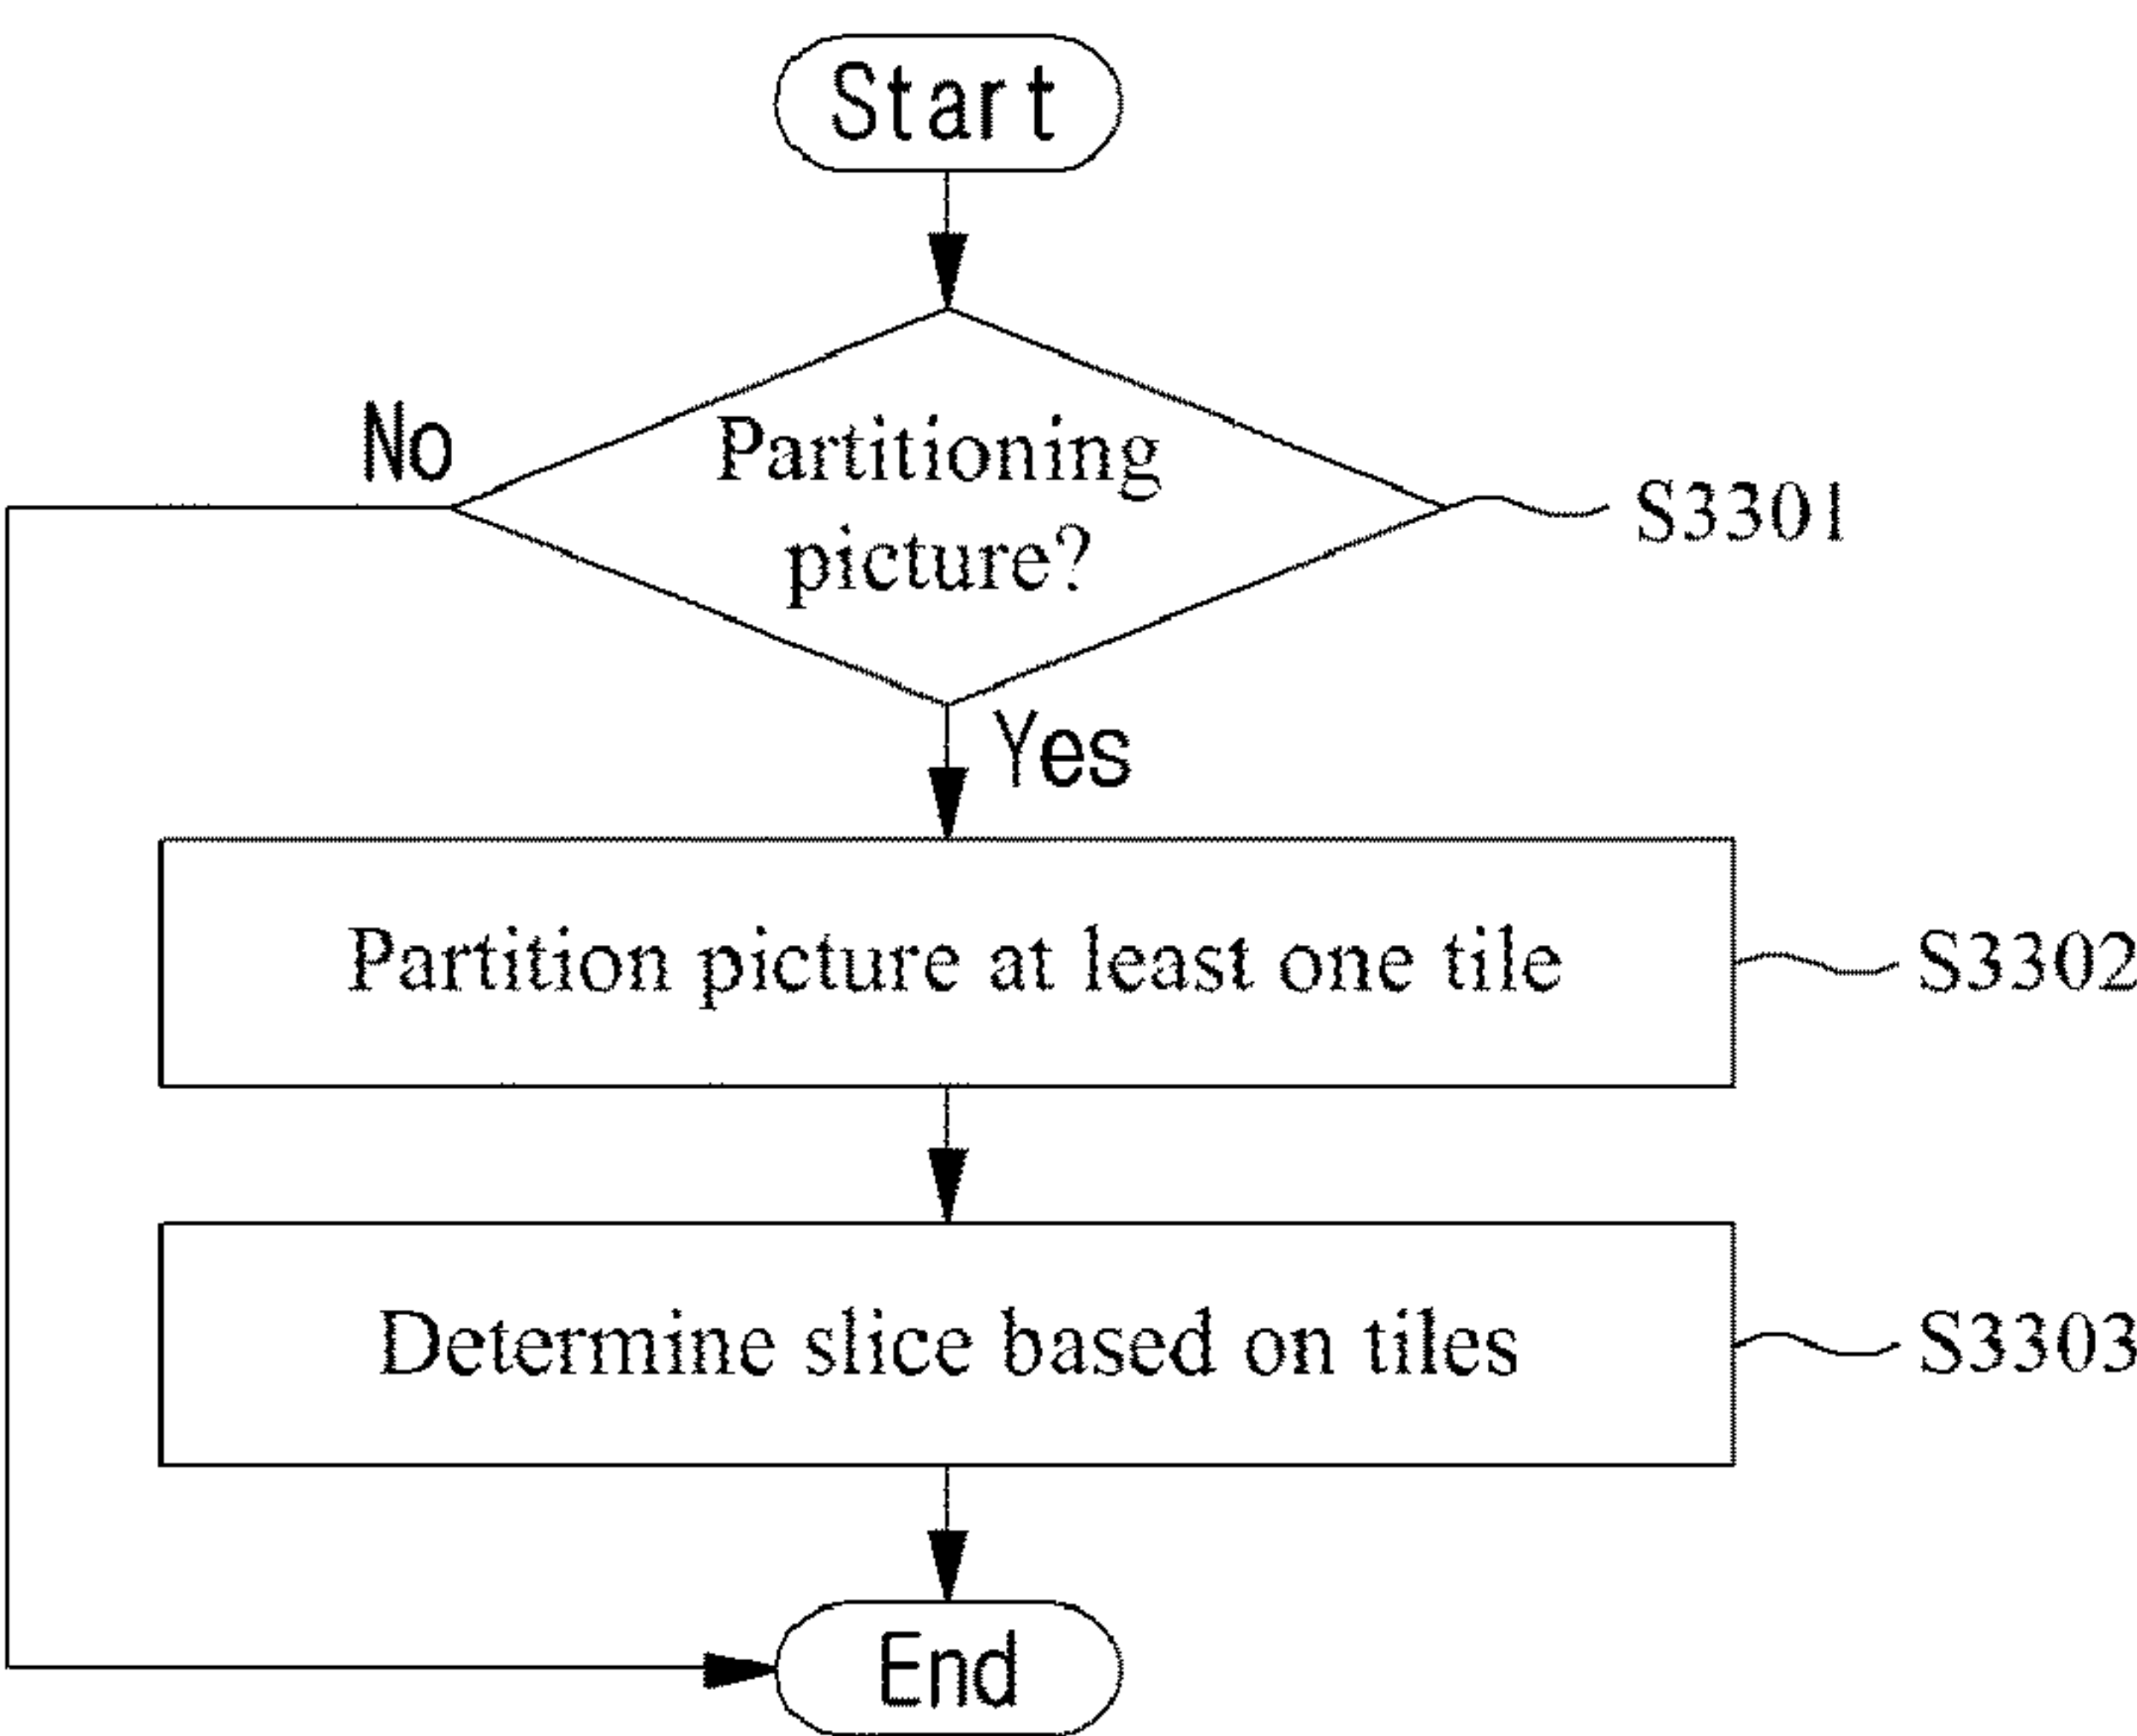 Start
No
Partitioning
picture?
S3301
Yes
Partition picture at least one tile
S3302
Determine slice based on tiles
S3303
End